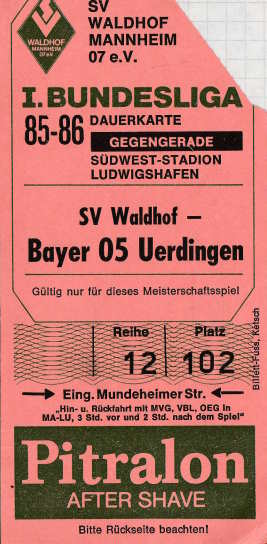 WALDHOF
MANNHEIM
07 e.V.
SV
WALDHOF
MANNHEIM
07 e.V.
I. BUNDESLIGA
85-86 DAUERKARTE
GEGENGERADE
SÜDWEST-STADION
LUDWIGSHAFEN
SV Waldhof –
Bayer 05 Uerdingen
Gültig nur für dieses Meisterschaftsspiel
Reihe Platz
12 102
Eing. Mundeheimer Str.
„Hin- u. Rückfahrt mit MVG, VBL, OEG in
MA-LU, 3 Std. vor und 2 Std. nach dem Spiel"
Billett-Fuss, Ketsch
Pitralon
AFTER SHAVE
Bitte Rückseite beachten!